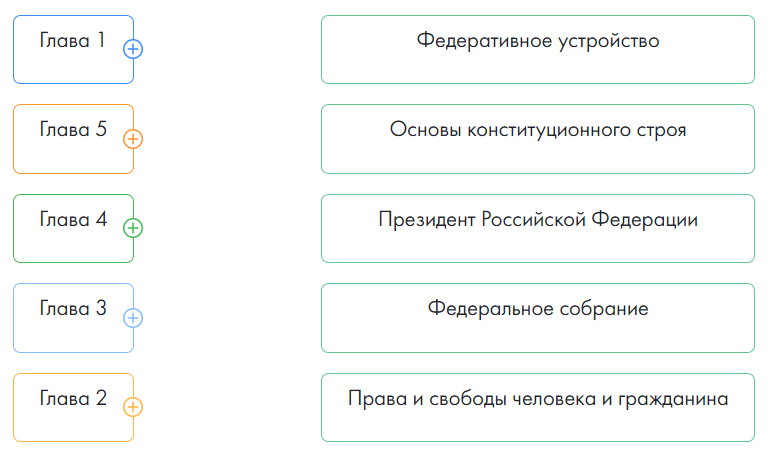 Глава 1
Федеративное устройство
Глава 5
Основы конституционного строя
Глава 4
Президент Российской Федерации
Глава 3
Федеральное собрание
Глава 2
Права и свободы человека и гражданина